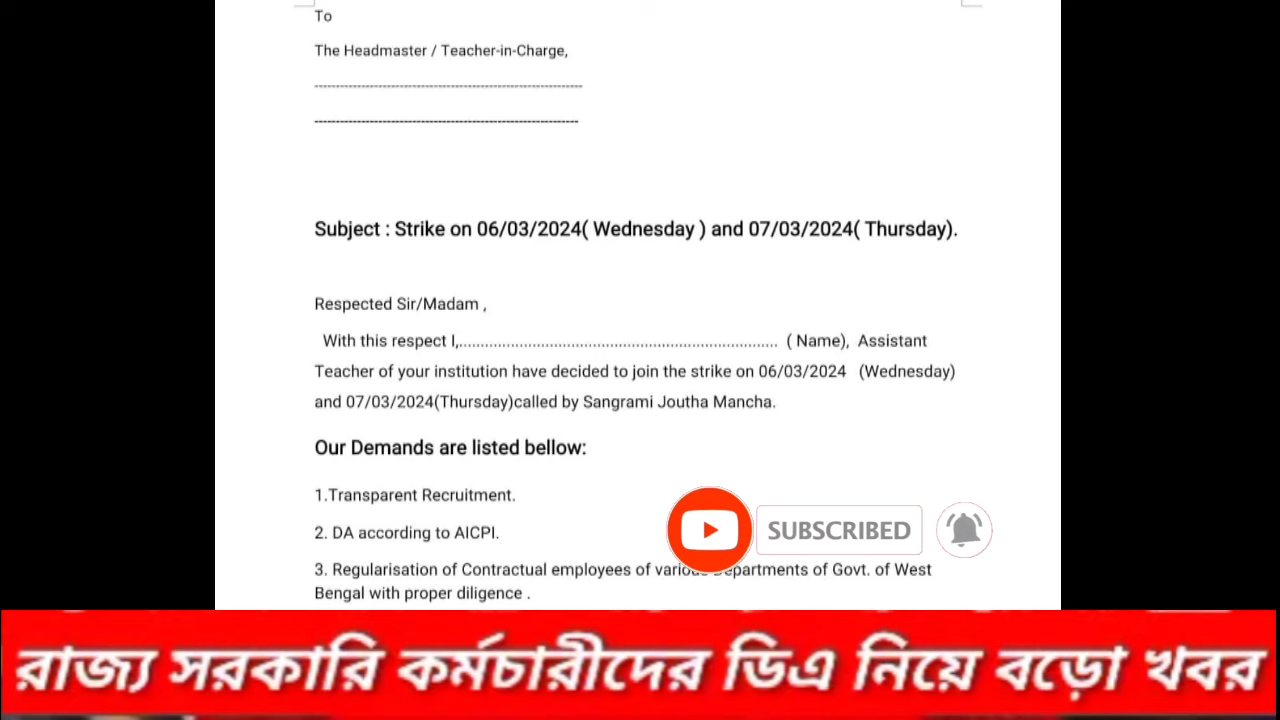 To
The Headmaster / Teacher-in-Charge,
--------------------------------------------------------------
-------------------------------------------------------------
Subject : Strike on 06/03/2024( Wednesday ) and 07/03/2024( Thursday).
Respected Sir/Madam ,
With this respect I,........................................................................... ( Name), Assistant
Teacher of your institution have decided to join the strike on 06/03/2024 (Wednesday)
and 07/03/2024(Thursday)called by Sangrami Joutha Mancha.
Our Demands are listed bellow:
1.Transparent Recruitment.
2. DA according to AICPI.
SUBSCRIBED
3. Regularisation of Contractual employees of various Departments of Govt. of West
Bengal with proper diligence .
রাজ্য সরকারি কর্মচারীদের ডিএ নিয়ে বড়ো খবর